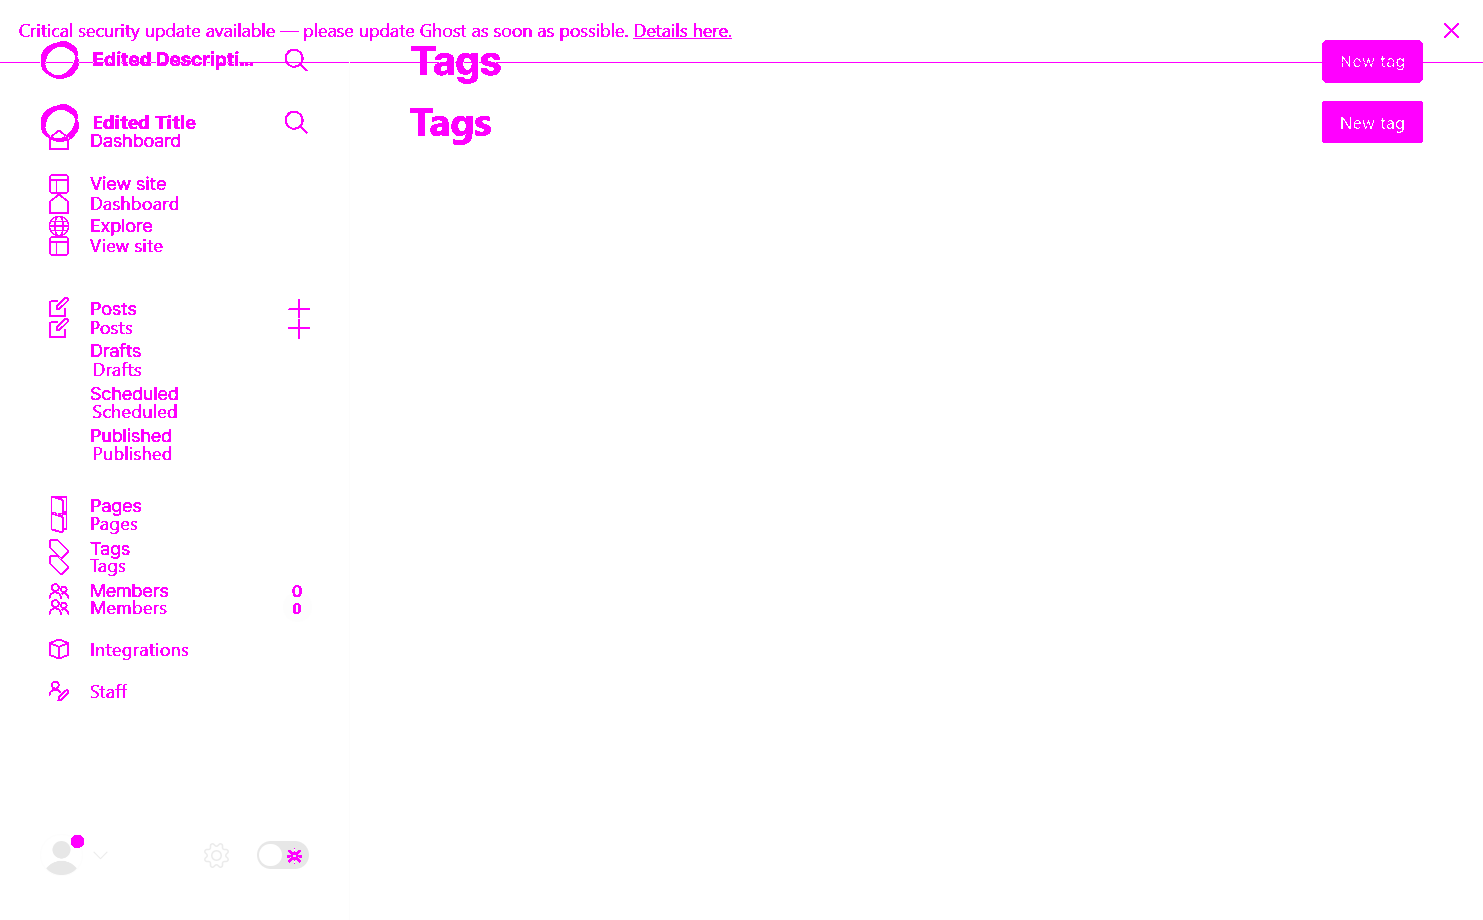 Critical security update available — please update Ghost as soon as possible. Details here.
Edited Descripti...
Tags
New tag
Edited Title
Tags
New tag
Dashboard
View site
Dashboard
Explore
View site
Posts
Posts
Drafts
Drafts
Scheduled
Scheduled
Published
Published
Pages
Pages
Tags
Tags
Members 0
Members 0
Integrations
Staff